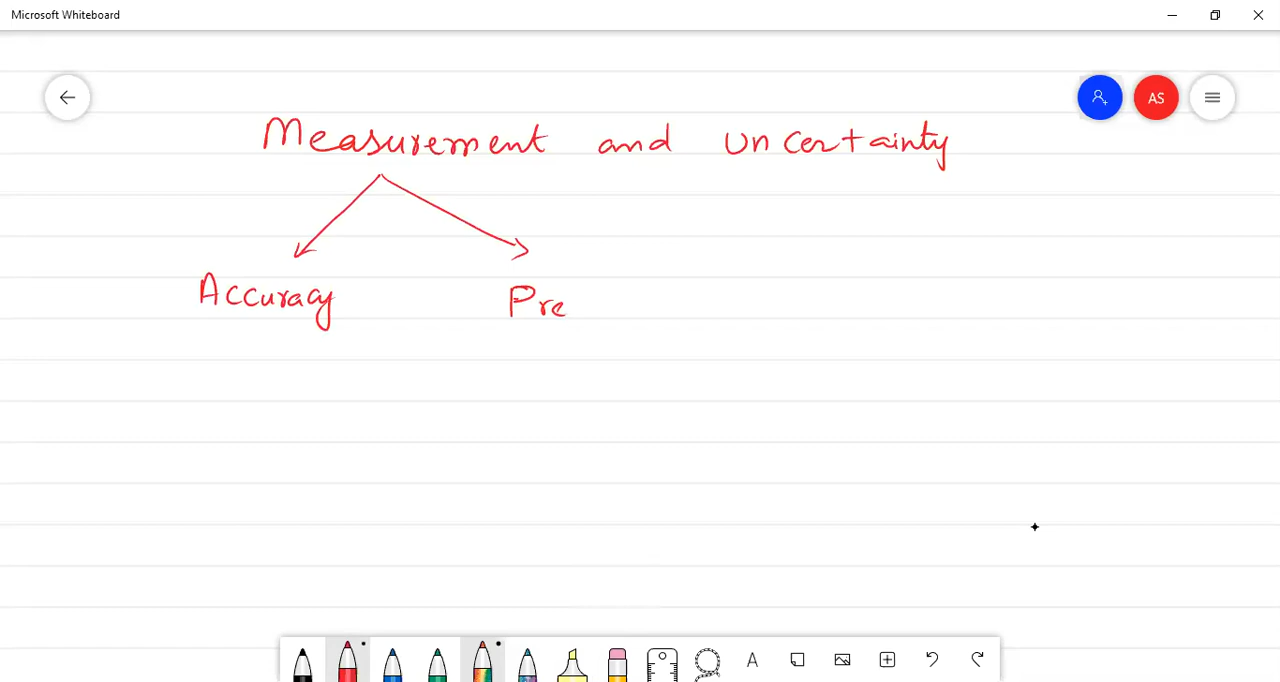 Microsoft Whiteboard
AS
Measurement and uncertainty
Accuracy Pre
A